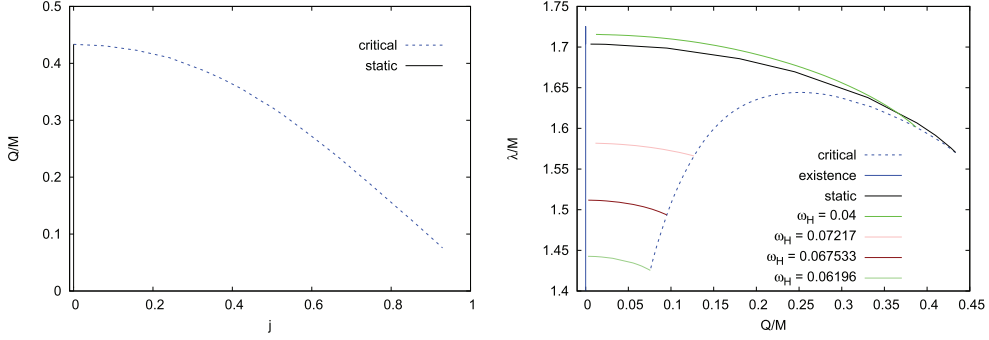 0.5
0.4
0.3
0.2
0.1
0
Q/M
0
0.2
0.4
0.6
0.8
1
j
critical
static
1.75
1.7
1.65
1.6
1.55
1.5
1.45
1.4
λ/M
0
0.05
0.1
0.15
0.2
0.25
0.3
0.35
0.4
0.45
Q/M
critical
existence
static
ω_H = 0.04
ω_H = 0.07217
ω_H = 0.067533
ω_H = 0.06196